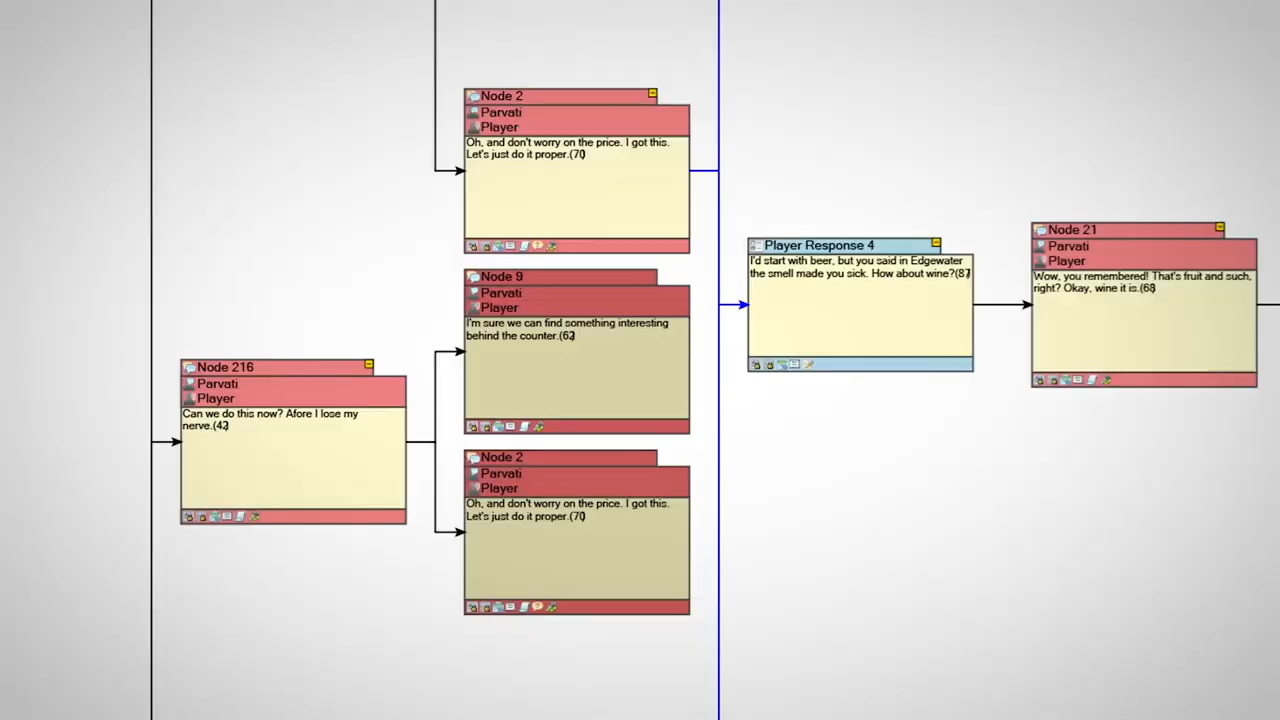 Node 2
Parvati
Player
Oh, and don't worry on the price. I got this.
Let's just do it proper.(70)
Node 9
Parvati
Player
I'm sure we can find something interesting
behind the counter.(62)
Node 216
Parvati
Player
Can we do this now? Afore I lose my
nerve.(42)
Node 2
Parvati
Player
Oh, and don't worry on the price. I got this.
Let's just do it proper.(70)
Player Response 4
I'd start with beer, but you said in Edgewater
the smell made you sick. How about wine?(87)
Node 21
Parvati
Player
Wow, you remembered! That's fruit and such,
right? Okay, wine it is.(68)